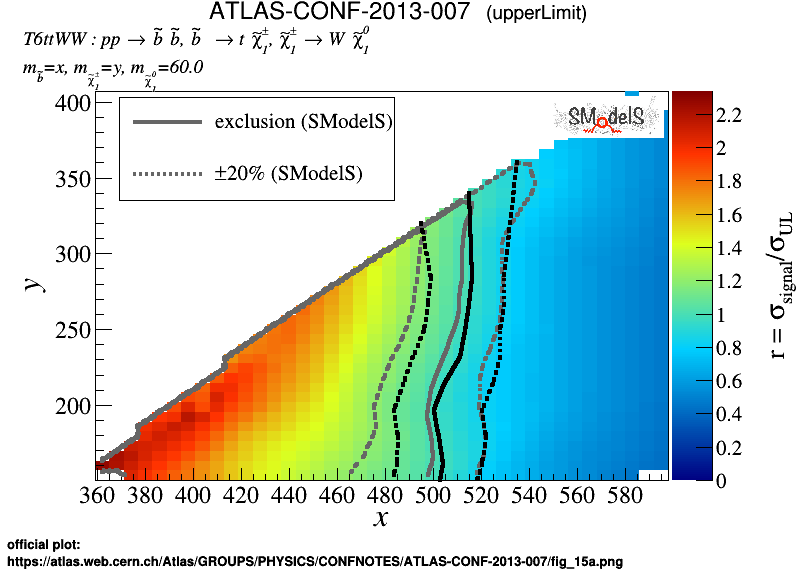 ATLAS-CONF-2013-007 (upperLimit)
T6ttWW : pp → b̃ b̃, b̃ → t χ̃₁^±, χ̃₁^± → W χ̃₁^0
m_b̃=x, m_χ̃₁^±=y, m_χ̃₁^0=60.0
exclusion (SModelS)
±20% (SModelS)
SModelS
400
350
300
250
200
y
360 380 400 420 440 460 480 500 520 540 560 580
x
2.2
2
1.8
1.6
1.4
1.2
1
0.8
0.6
0.4
0.2
0
r = σ_signal/σ_UL
official plot:
https://atlas.web.cern.ch/Atlas/GROUPS/PHYSICS/CONFNOTES/ATLAS-CONF-2013-007/fig_15a.png